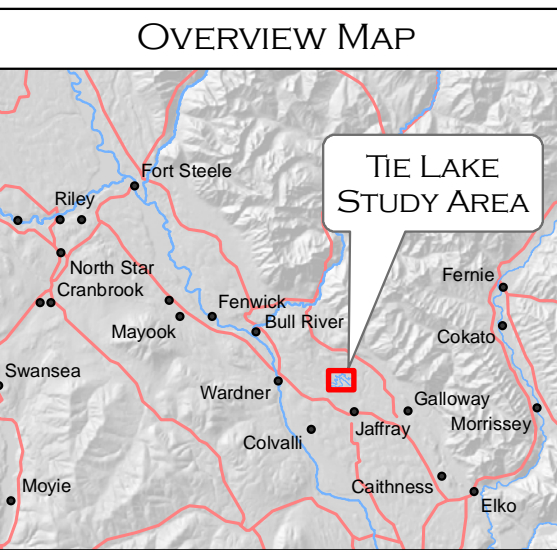 OVERVIEW MAP
TIE LAKE
STUDY AREA
Fort Steele
Riley
North Star
Cranbrook
Fernie
Fenwick
Mayook
Bull River
Cokato
Swansea
Wardner
Galloway
Morrissey
Jaffray
Colvalli
Moyie
Caithness
Elko